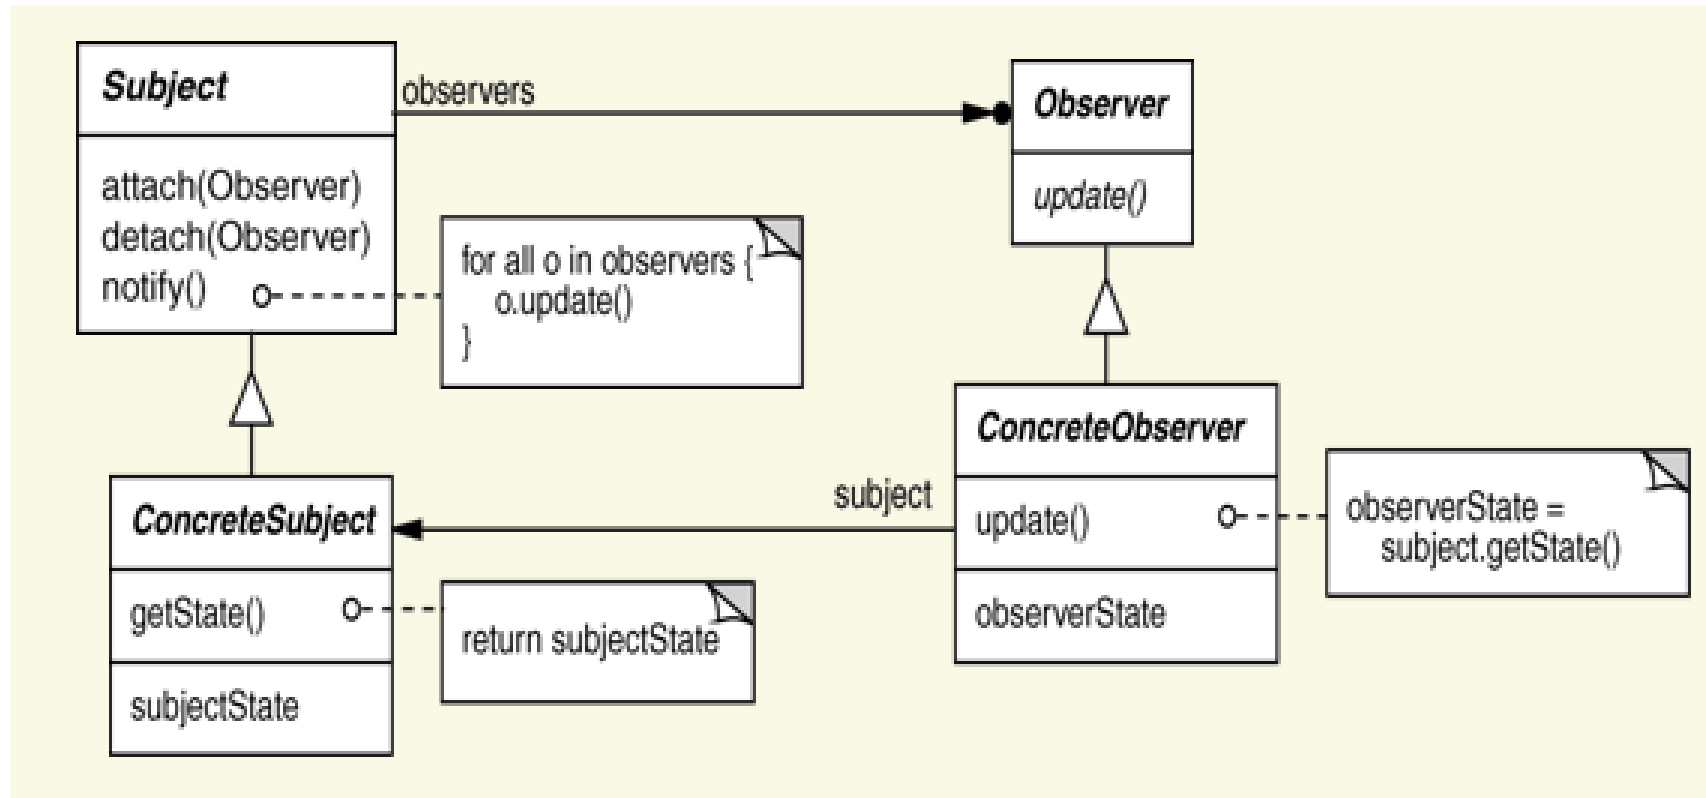 Subject
attach(Observer)
detach(Observer)
notify()
observers
Observer
update()
for all o in observers {
o.update()
}
ConcreteSubject
getState()
subjectState
return subjectState
subject
ConcreteObserver
update()
observerState
observerState =
subject.getState()